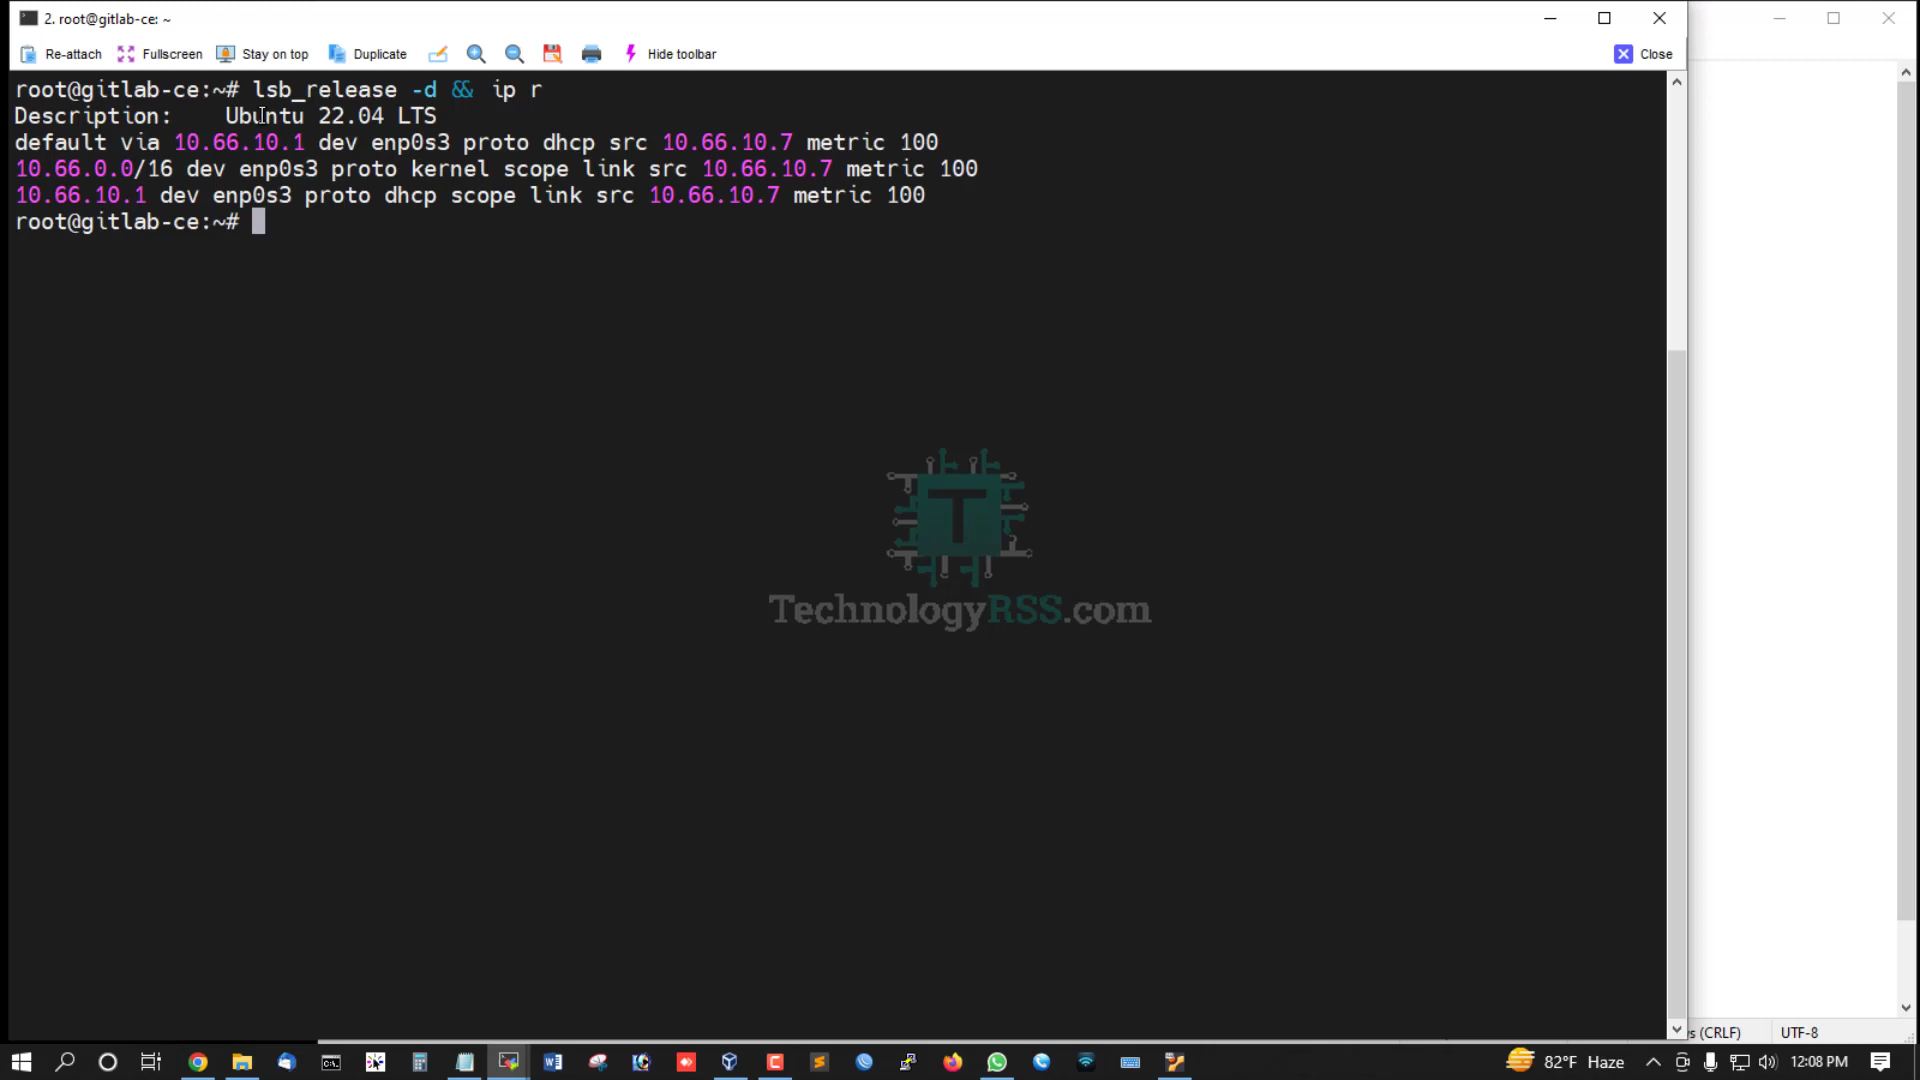 2. root@gitlab-ce: ~
Re-attach Fullscreen Stay on top Duplicate Hide toolbar Close
root@gitlab-ce:~# lsb_release -d && ip r
Description:    Ubuntu 22.04 LTS
default via 10.66.10.1 dev enp0s3 proto dhcp src 10.66.10.7 metric 100
10.66.0.0/16 dev enp0s3 proto kernel scope link src 10.66.10.7 metric 100
10.66.10.1 dev enp0s3 proto dhcp scope link src 10.66.10.7 metric 100
root@gitlab-ce:~#
T
TechnologyRSS.com
s (CRLF) UTF-8
82°F Haze 12:08 PM